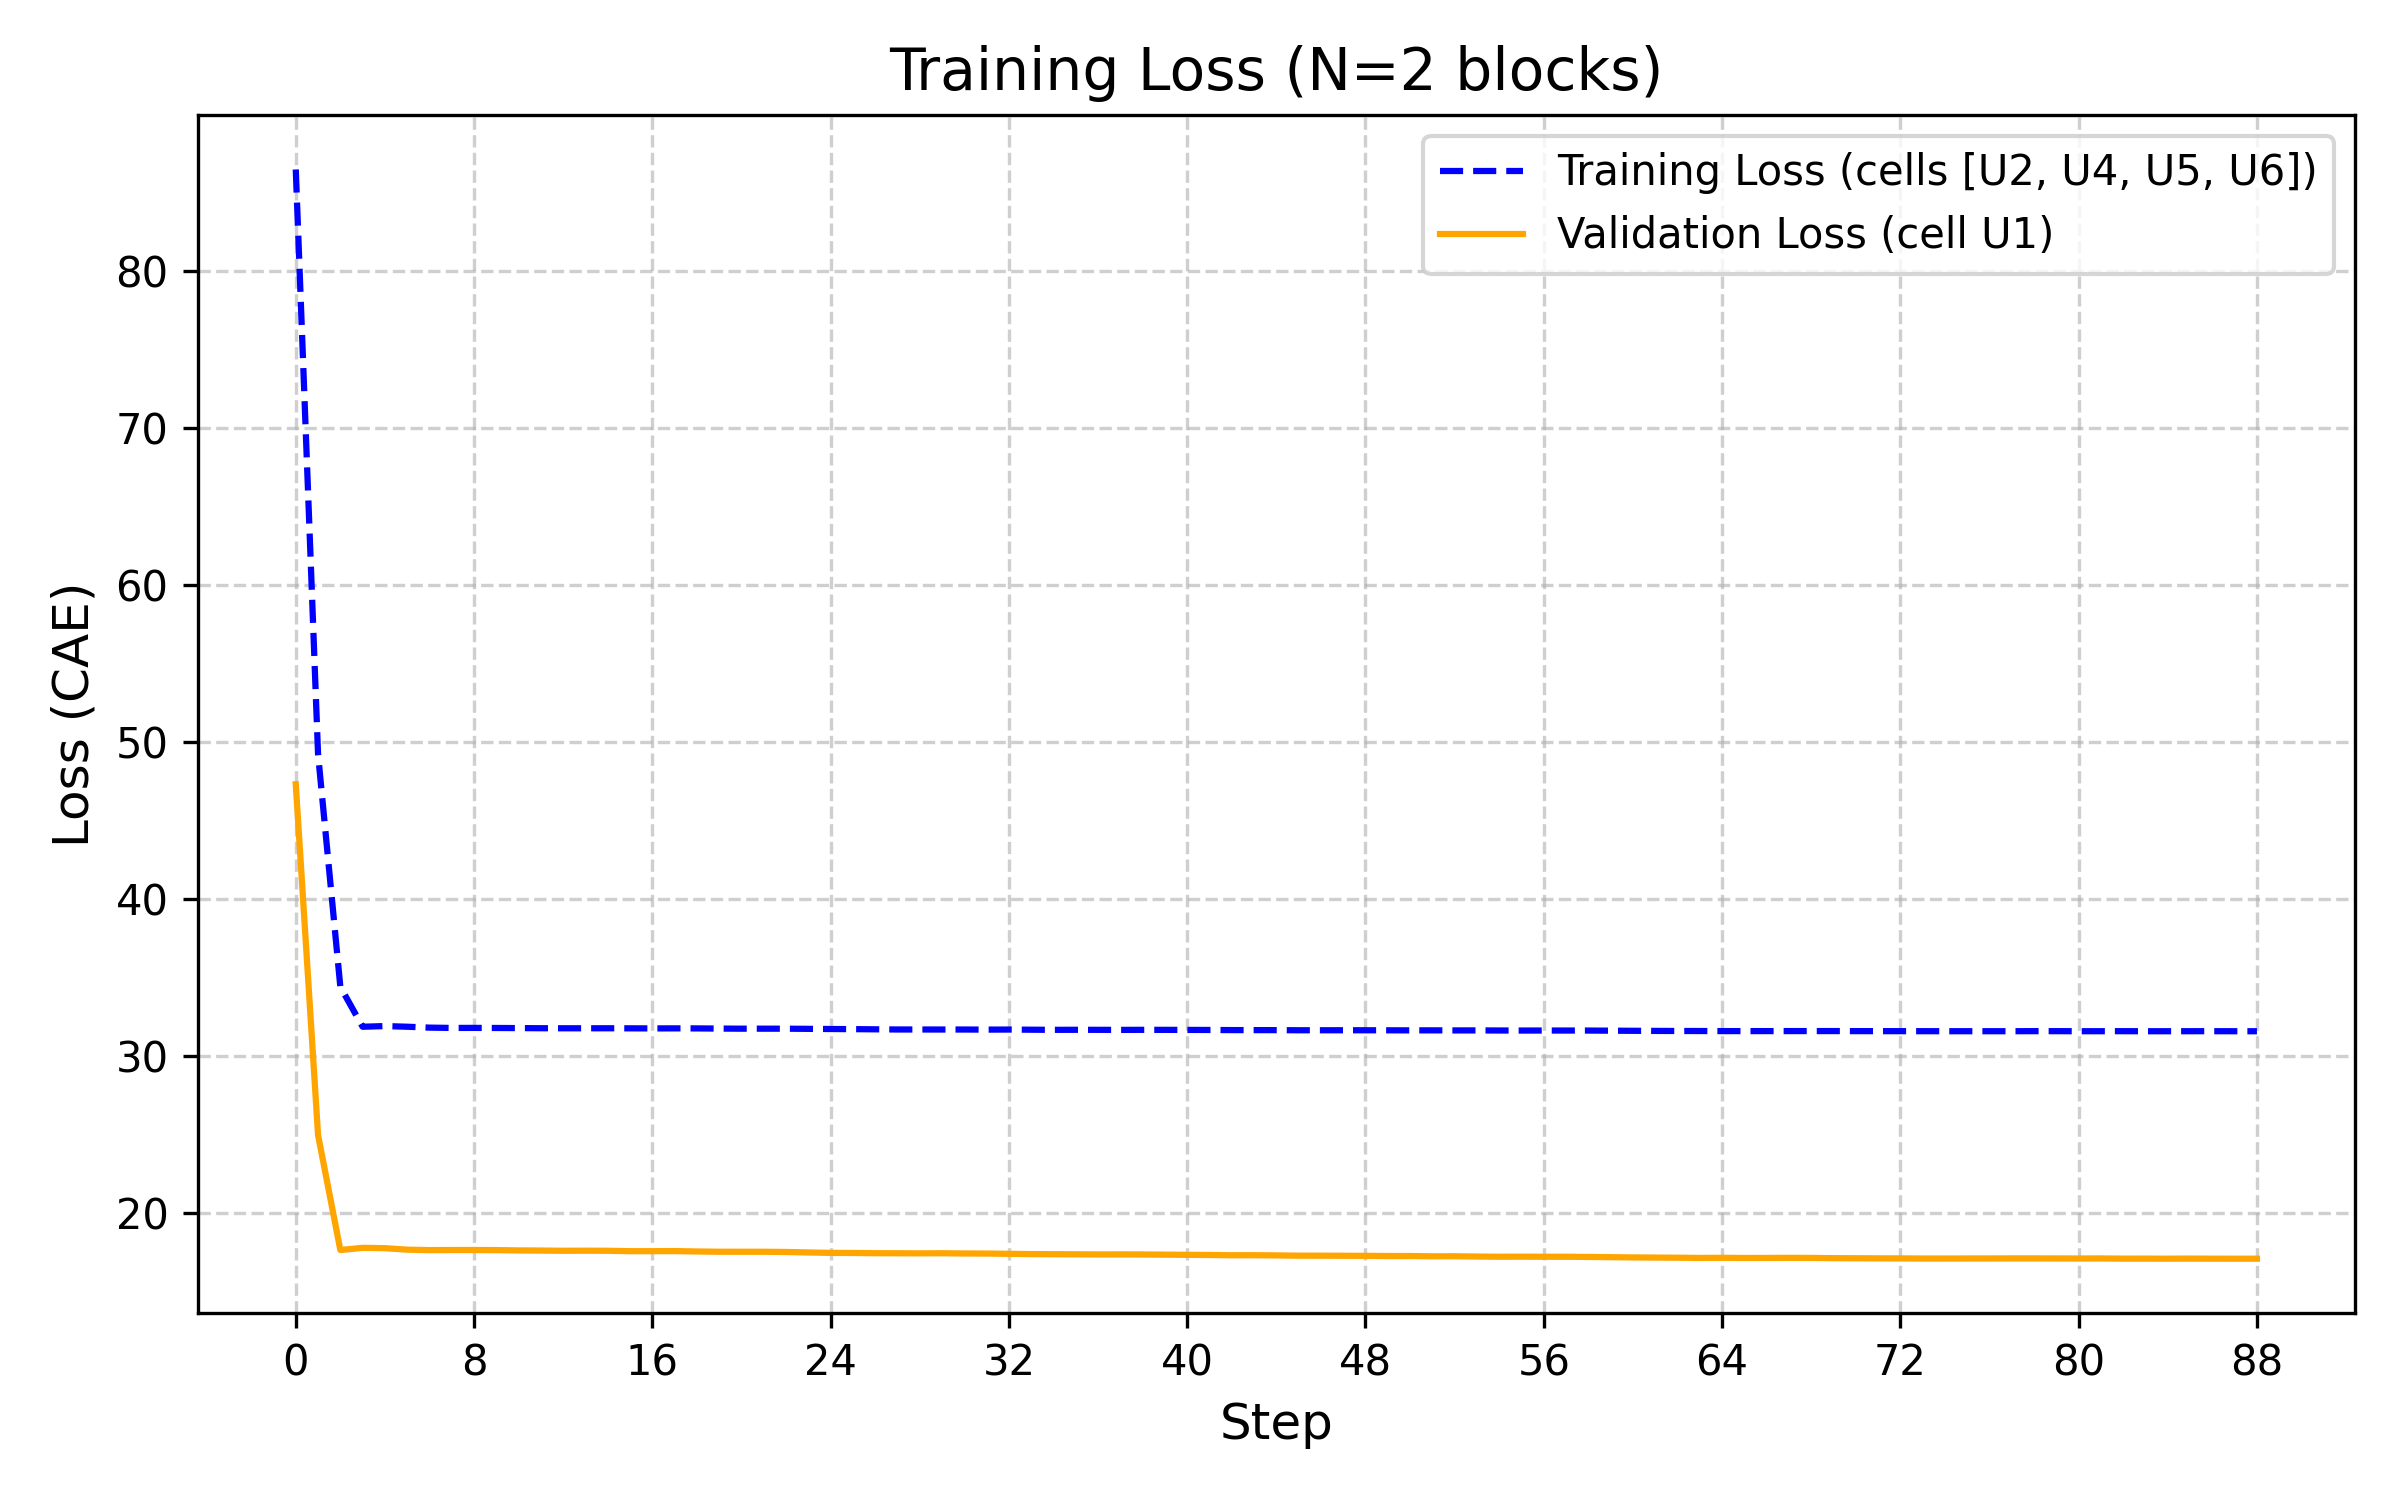 Training Loss (N=2 blocks)
Training Loss (cells [U2, U4, U5, U6])
Validation Loss (cell U1)
Loss (CAE)
80
70
60
50
40
30
20
0 8 16 24 32 40 48 56 64 72 80 88
Step